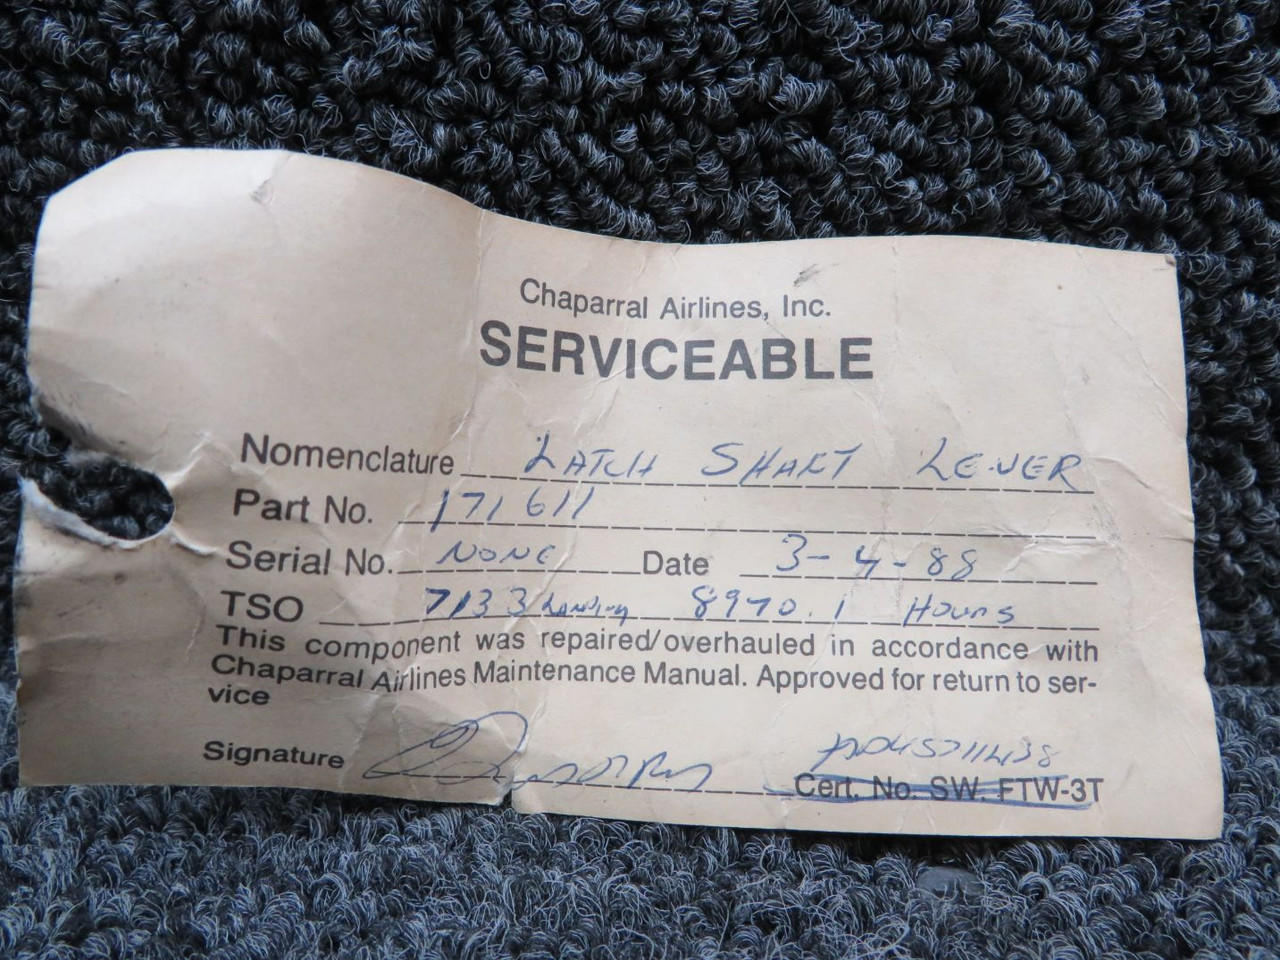 Chaparral Airlines, Inc.
SERVICEABLE
Nomenclature LATCH SHAFT LEVER
Part No. 171611
Serial No. NONE Date 3-4-88
TSO 7133 Landing 8970.1 Hours
This component was repaired/overhauled in accordance with
Chaparral Airlines Maintenance Manual. Approved for return to ser-
vice
Signature
Cert. No. SW. FTW-3T